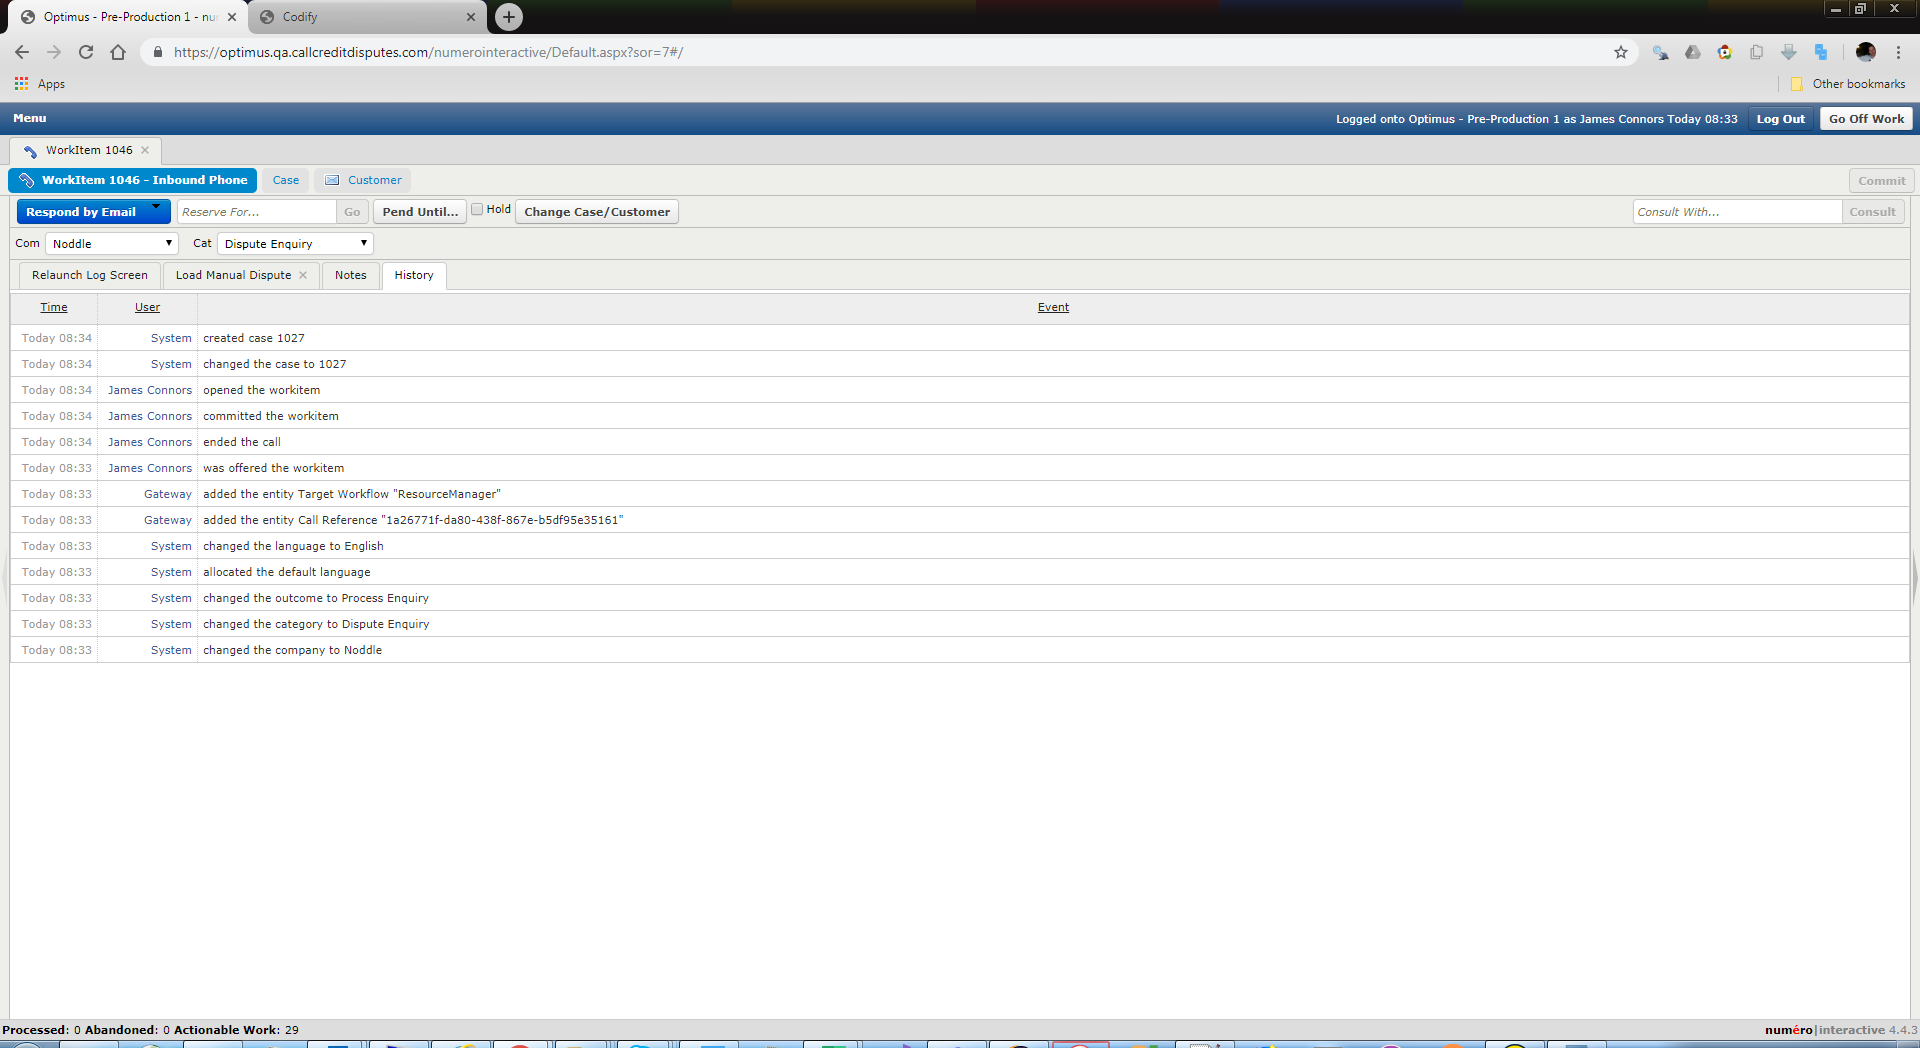 Optimus - Pre-Production 1 - nu
Codify
https://optimus.qa.callcreditdisputes.com/numerointeractive/Default.aspx?sor=7#/
Apps
Other bookmarks
Menu
Logged onto Optimus - Pre-Production 1 as James Connors Today 08:33
Log Out
Go Off Work
WorkItem 1046
WorkItem 1046 - Inbound Phone
Case
Customer
Commit
Respond by Email
Reserve For...
Go
Pend Until...
Hold
Change Case/Customer
Consult With...
Consult
Com
Noddle
Cat
Dispute Enquiry
Relaunch Log Screen
Load Manual Dispute
Notes
History
Time User Event
Today 08:34 System created case 1027
Today 08:34 System changed the case to 1027
Today 08:34 James Connors opened the workitem
Today 08:34 James Connors committed the workitem
Today 08:34 James Connors ended the call
Today 08:33 James Connors was offered the workitem
Today 08:33 Gateway added the entity Target Workflow "ResourceManager"
Today 08:33 Gateway added the entity Call Reference "1a26771f-da80-438f-867e-b5df95e35161"
Today 08:33 System changed the language to English
Today 08:33 System allocated the default language
Today 08:33 System changed the outcome to Process Enquiry
Today 08:33 System changed the category to Dispute Enquiry
Today 08:33 System changed the company to Noddle
Processed: 0 Abandoned: 0 Actionable Work: 29
numéro|interactive 4.4.3